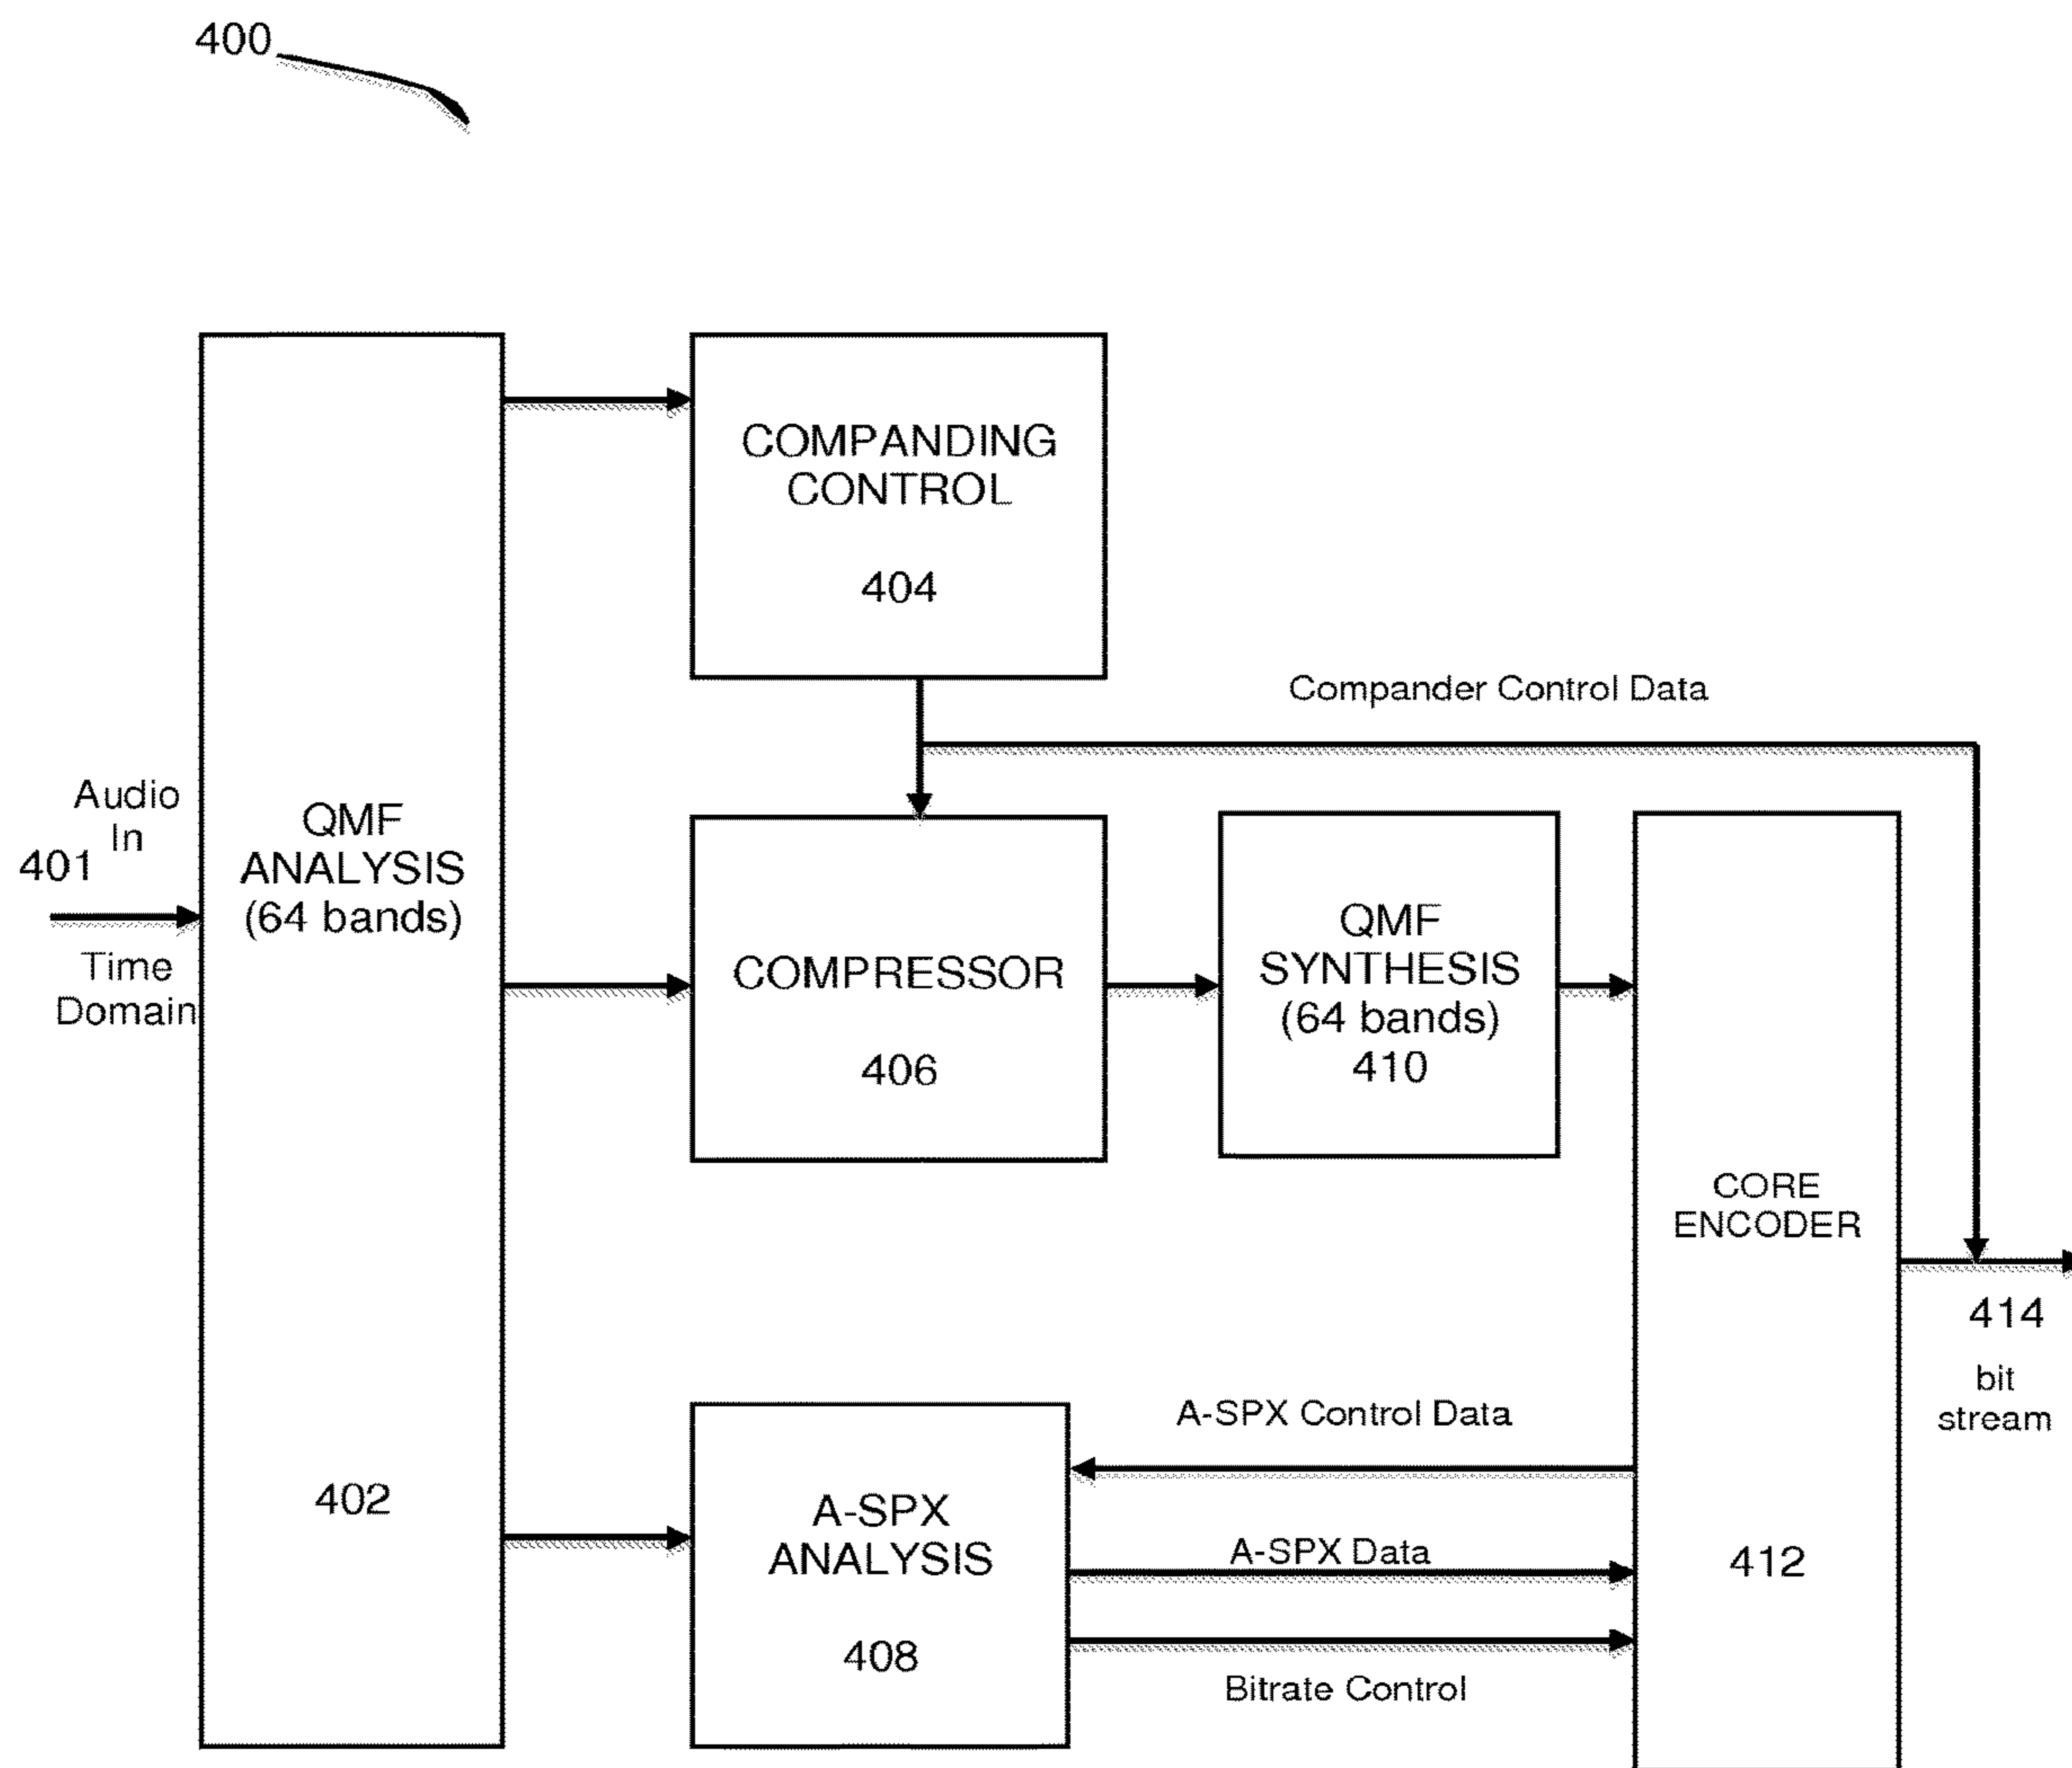 400
COMPANDING
CONTROL
404
Compander Control Data
Audio
In
401
Time
Domain
QMF
ANALYSIS
(64 bands)
402
COMPRESSOR
406
QMF
SYNTHESIS
(64 bands)
410
CORE
ENCODER
412
414
bit
stream
A-SPX Control Data
A-SPX
ANALYSIS
408
A-SPX Data
Bitrate Control